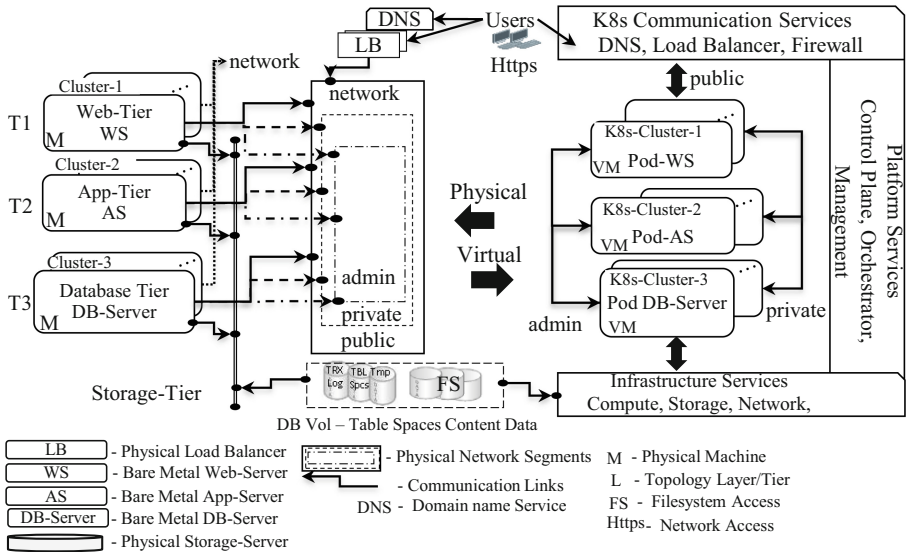 DNS
Users
LB
Https
K8s Communication Services
DNS, Load Balancer, Firewall
network
public
Cluster-1
Web-Tier
WS
M
T1
Cluster-2
App-Tier
AS
M
T2
Cluster-3
Database Tier
DB-Server
M
T3
network
admin
private
public
Physical
Virtual
K8s-Cluster-1
Pod-WS
VM
K8s-Cluster-2
Pod-AS
VM
K8s-Cluster-3
Pod DB-Server
VM
admin
private
Platform Services
Control Plane, Orchestrator,
Management
Storage-Tier
TRX
Log
TBL
Spcs
Tmp
FS
DB Vol – Table Spaces Content Data
Infrastructure Services
Compute, Storage, Network,
LB - Physical Load Balancer
WS - Bare Metal Web-Server
AS - Bare Metal App-Server
DB-Server - Bare Metal DB-Server
- Physical Storage-Server
- Physical Network Segments
- Communication Links
DNS - Domain name Service
M - Physical Machine
L - Topology Layer/Tier
FS - Filesystem Access
Https - Network Access